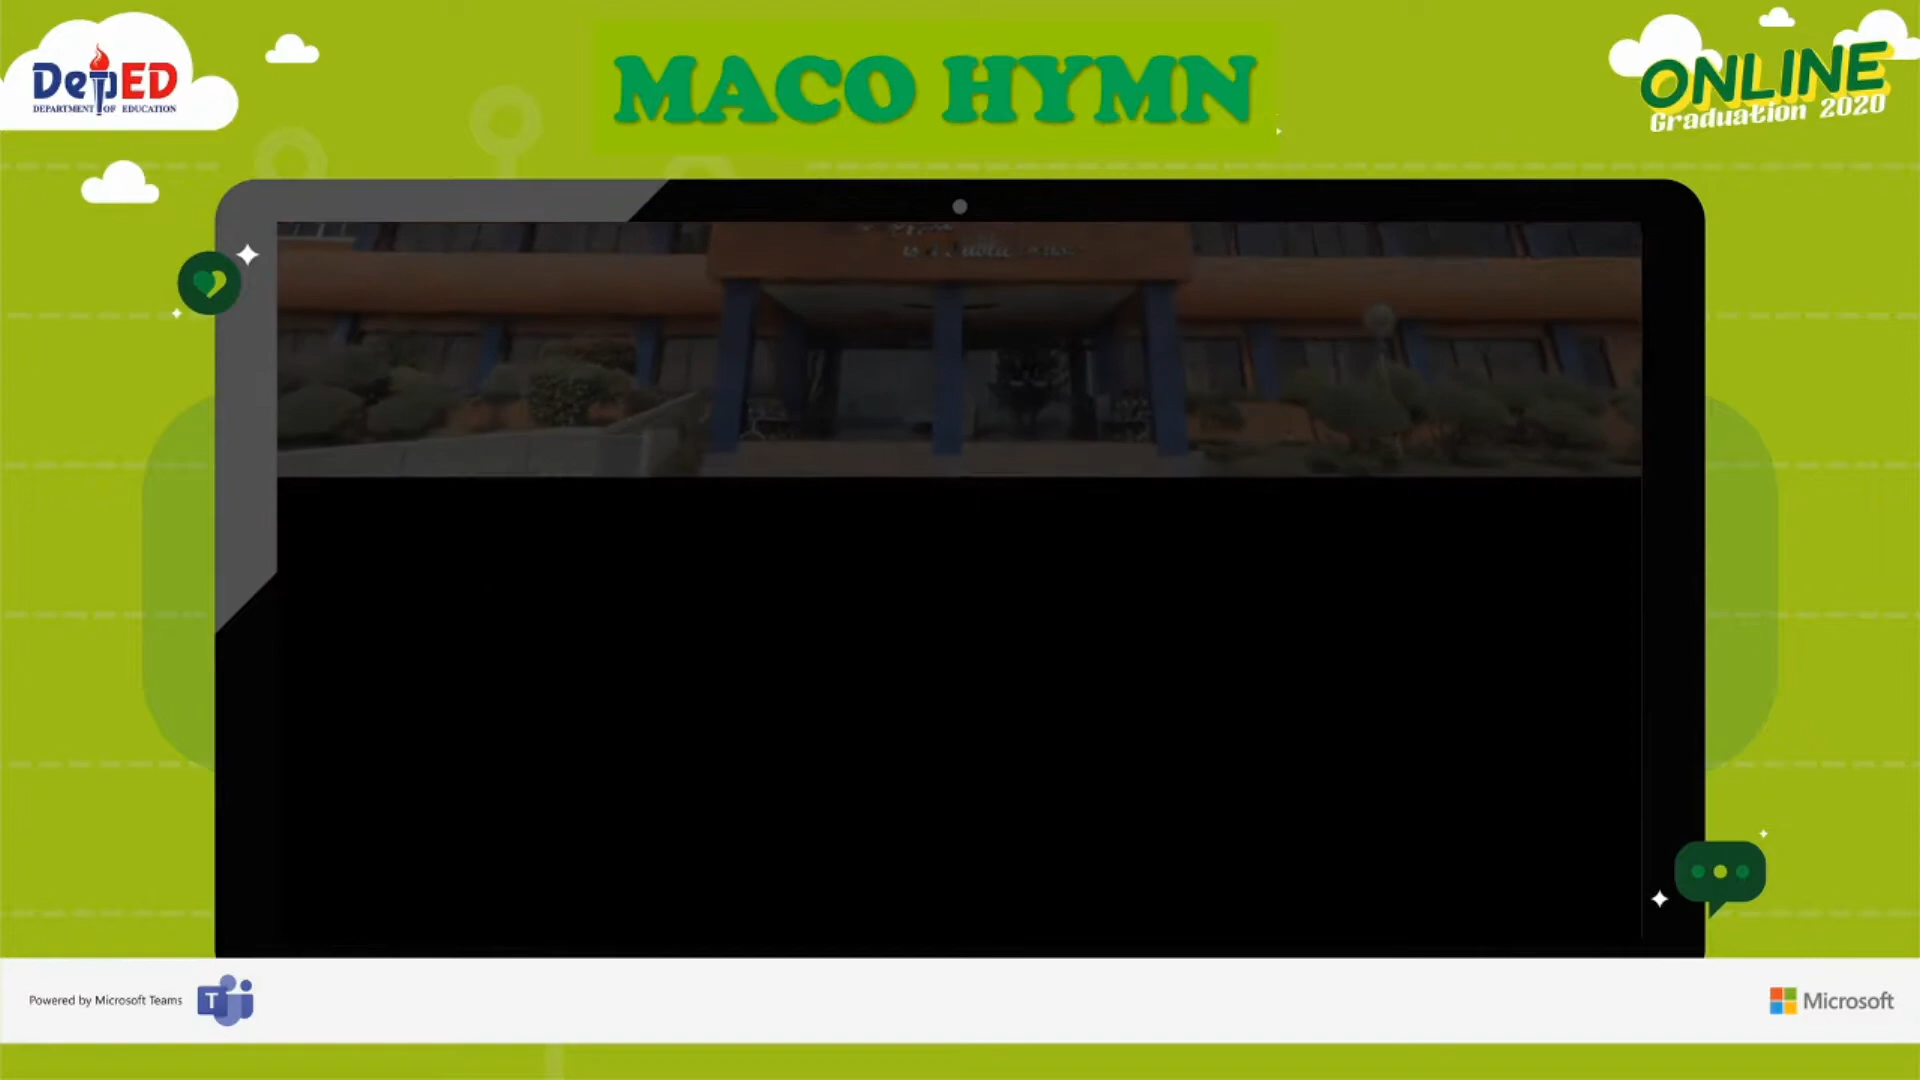 DepED
DEPARTMENT OF EDUCATION
MACO HYMN
ONLINE
Graduation 2020
Powered by Microsoft Teams
T
Microsoft